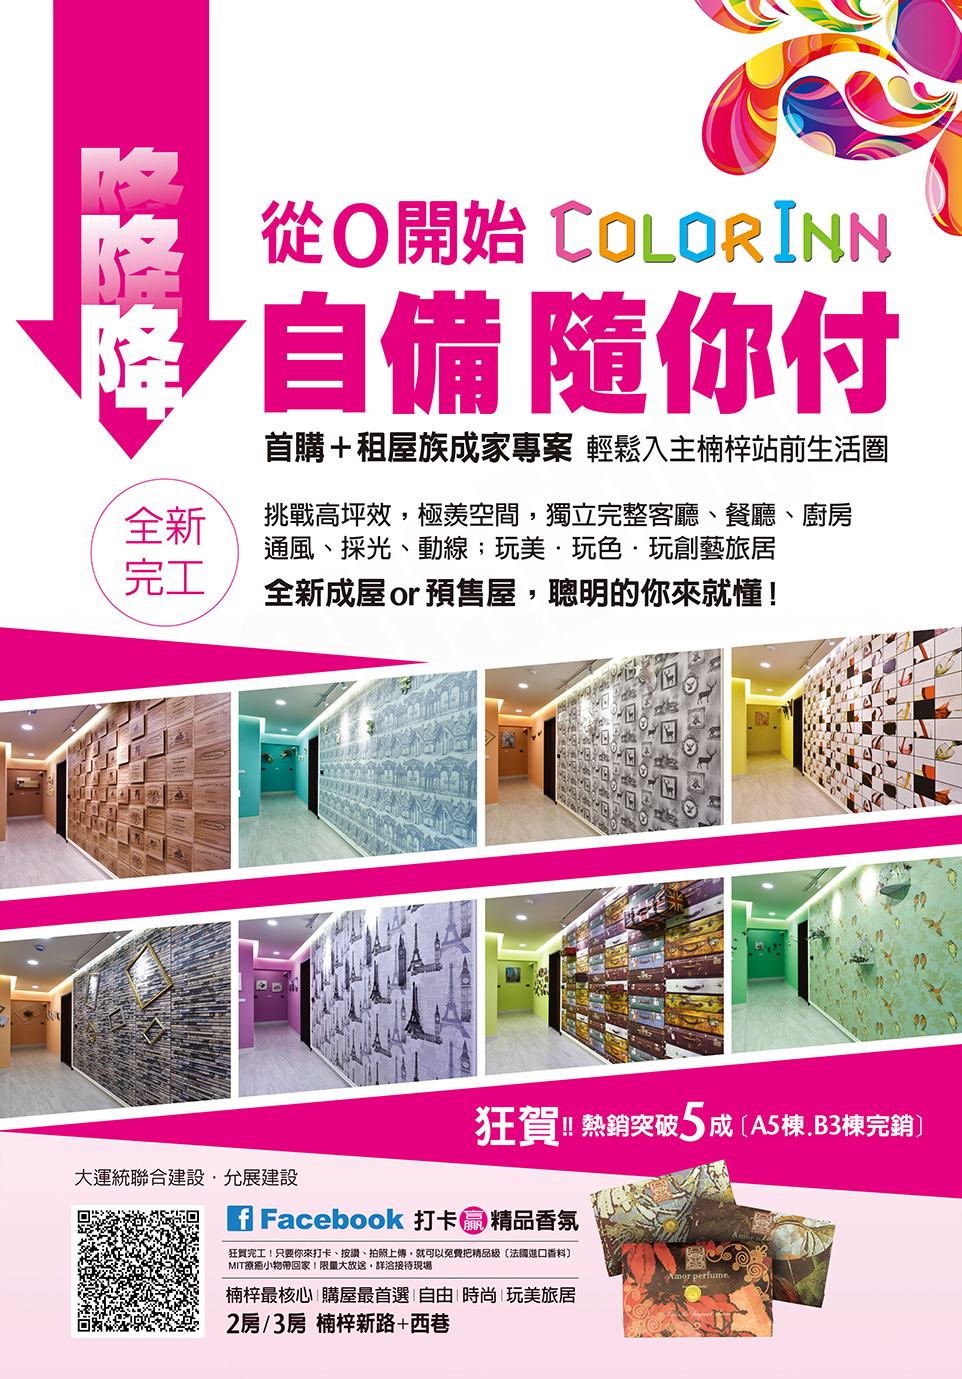 降
降
降
從0開始 COLOR INN
自備 隨你付
首購＋租屋族成家專案 輕鬆入主楠梓站前生活圈
全新
完工
挑戰高坪效，極羨空間，獨立完整客廳、餐廳、廚房
通風、採光、動線；玩美．玩色．玩創藝旅居
全新成屋or預售屋，聰明的你來就懂！
狂賀!! 熱銷突破5成〔A5棟.B3棟完銷〕
大運統聯合建設．允展建設
f Facebook 打卡贏精品香氛
狂賀完工！只要你來打卡、按讚、拍照上傳，就可以免費把精品級〔法國進口香料〕
MIT療癒小物帶回家！限量大放送，詳洽接待現場
楠梓最核心|購屋最首選|自由|時尚|玩美旅居
2房/3房 楠梓新路+西巷
Amor perfume.